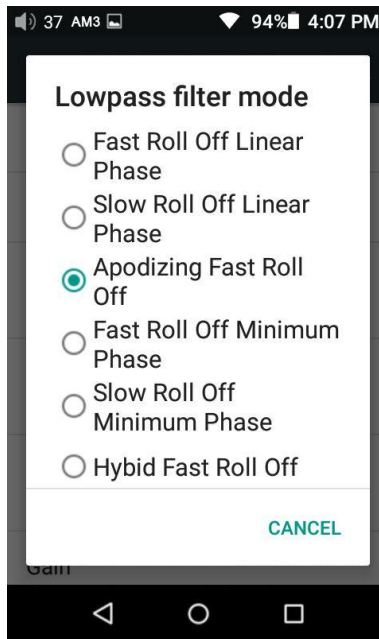 37 AM3 94% 4:07 PM
Lowpass filter mode
Fast Roll Off Linear
Phase
Slow Roll Off Linear
Phase
Apodizing Fast Roll
Off
Fast Roll Off Minimum
Phase
Slow Roll Off
Minimum Phase
Hybid Fast Roll Off
CANCEL
Gain